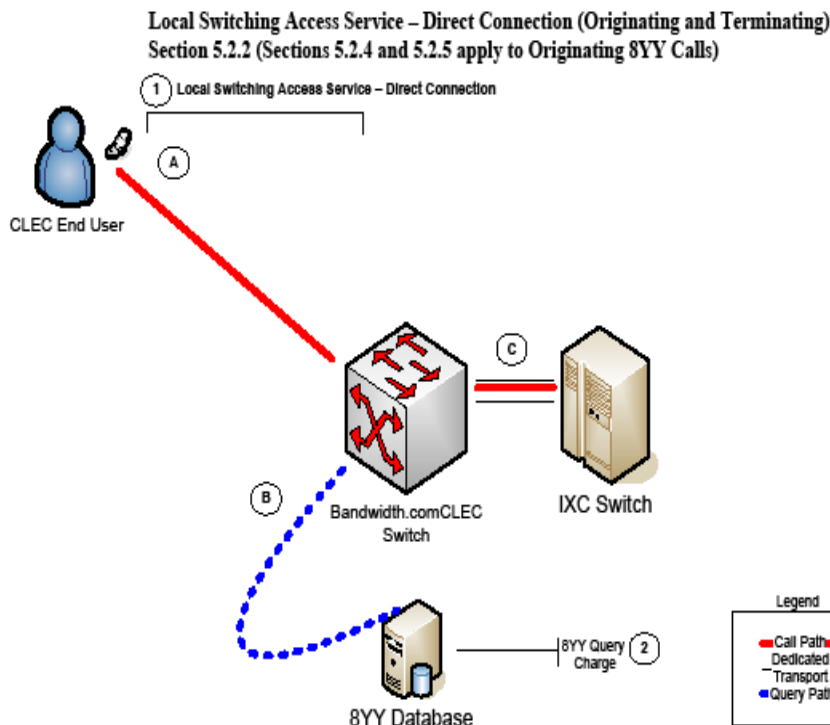 Local Switching Access Service – Direct Connection (Originating and Terminating)
Section 5.2.2 (Sections 5.2.4 and 5.2.5 apply to Originating 8YY Calls)
1 Local Switching Access Service – Direct Connection
A
CLEC End User
C
B
Bandwidth.comCLEC
Switch
IXC Switch
8YY Query
Charge
2
8YY Database
Legend
Call Path
Dedicated
Transport
Query Path